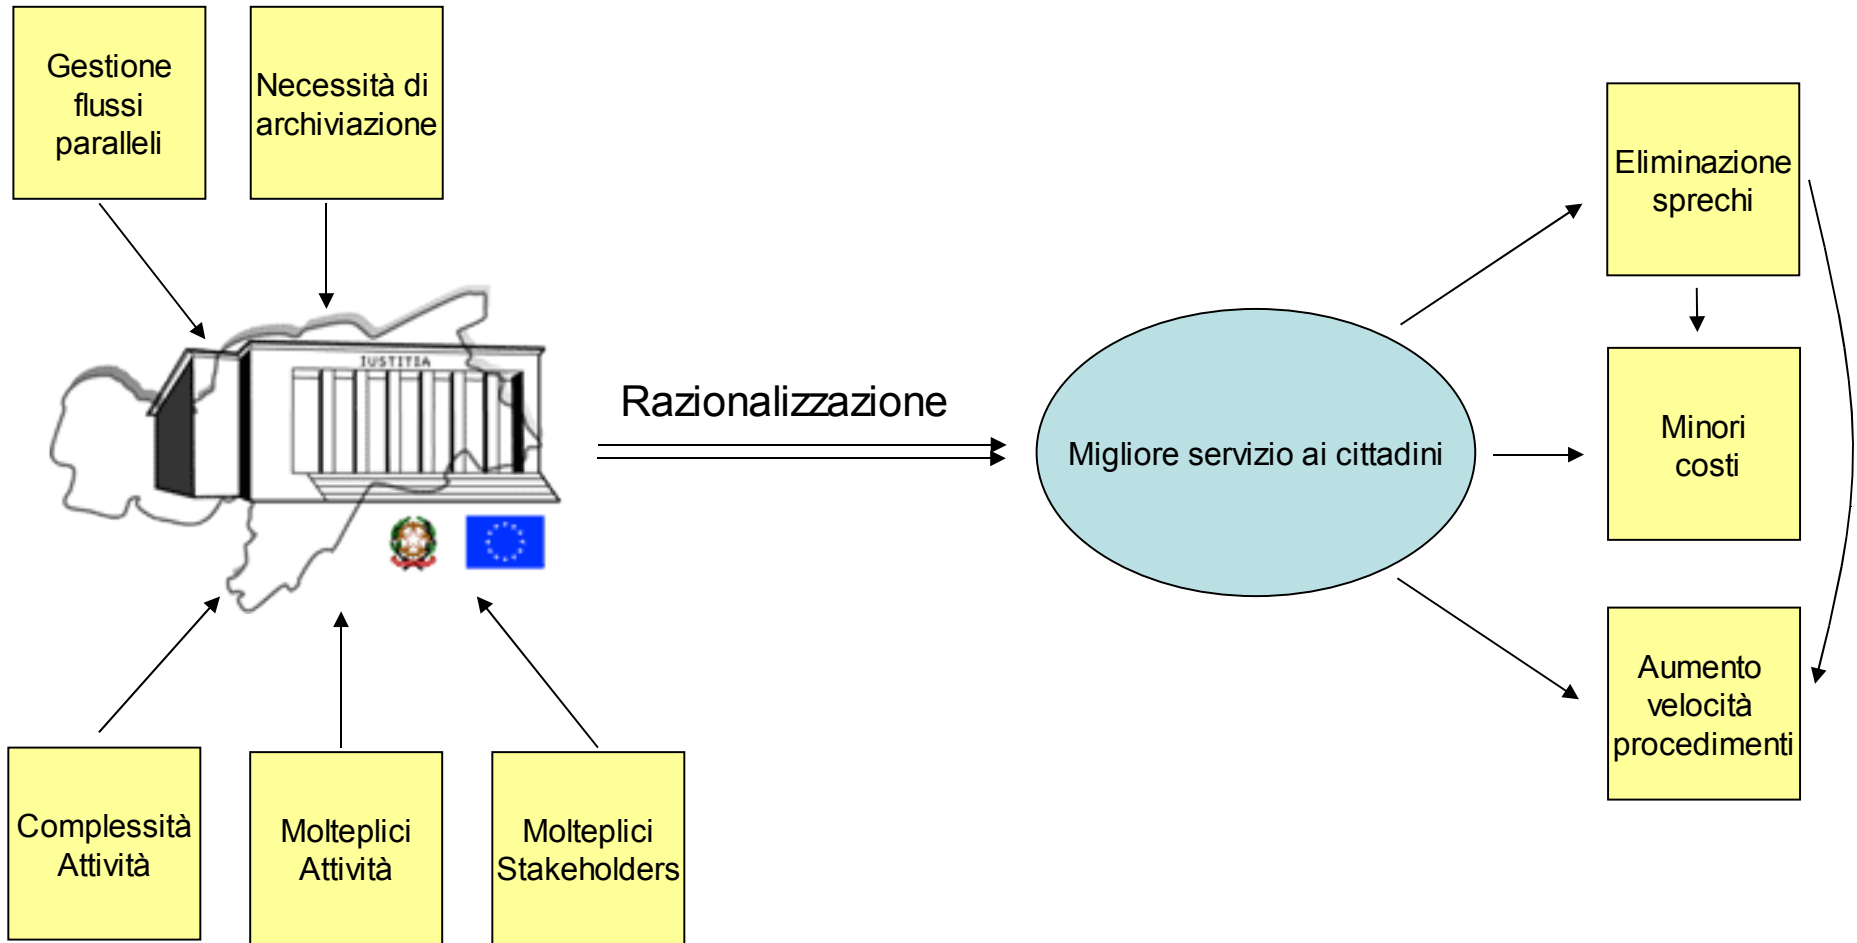 Gestione
flussi
paralleli
Necessità di
archiviazione
IUSTITIA
Razionalizzazione
Migliore servizio ai cittadini
Eliminazione
sprechi
Minori
costi
Aumento
velocità
procedimenti
Complessità
Attività
Molteplici
Attività
Molteplici
Stakeholders